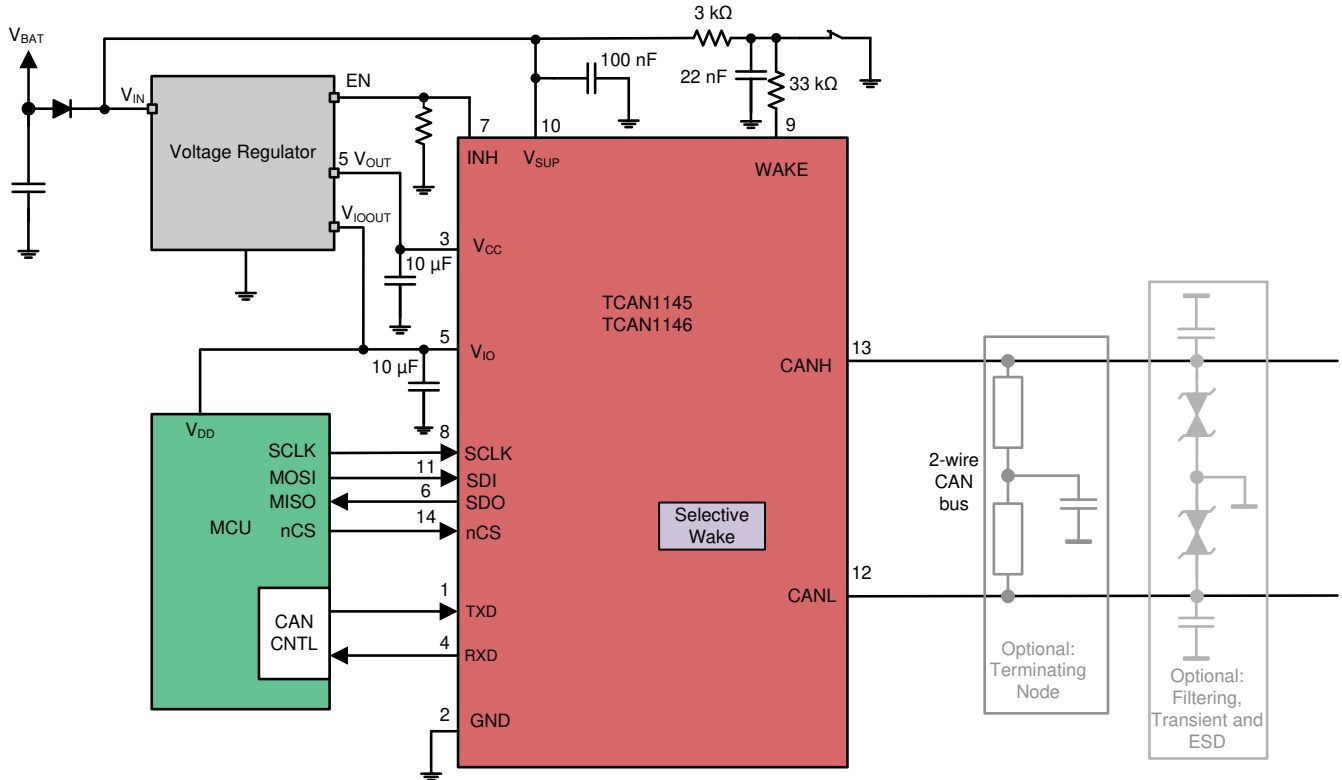 3 kΩ
VBAT
100 nF
22 nF
33 kΩ
VIN
EN
7
10
9
Voltage Regulator
5 VOUT
VIOOUT
INH
VSUP
WAKE
3
VCC
10 µF
TCAN1145
TCAN1146
5
VIO
10 µF
13
CANH
VDD
8
SCLK
SCLK
11
MOSI
SDI
6
MISO
SDO
14
MCU
nCS
nCS
Selective
Wake
2-wire
CAN
bus
12
CANL
1
TXD
CAN
CNTL
4
RXD
2
GND
Optional:
Terminating
Node
Optional:
Filtering,
Transient and
ESD